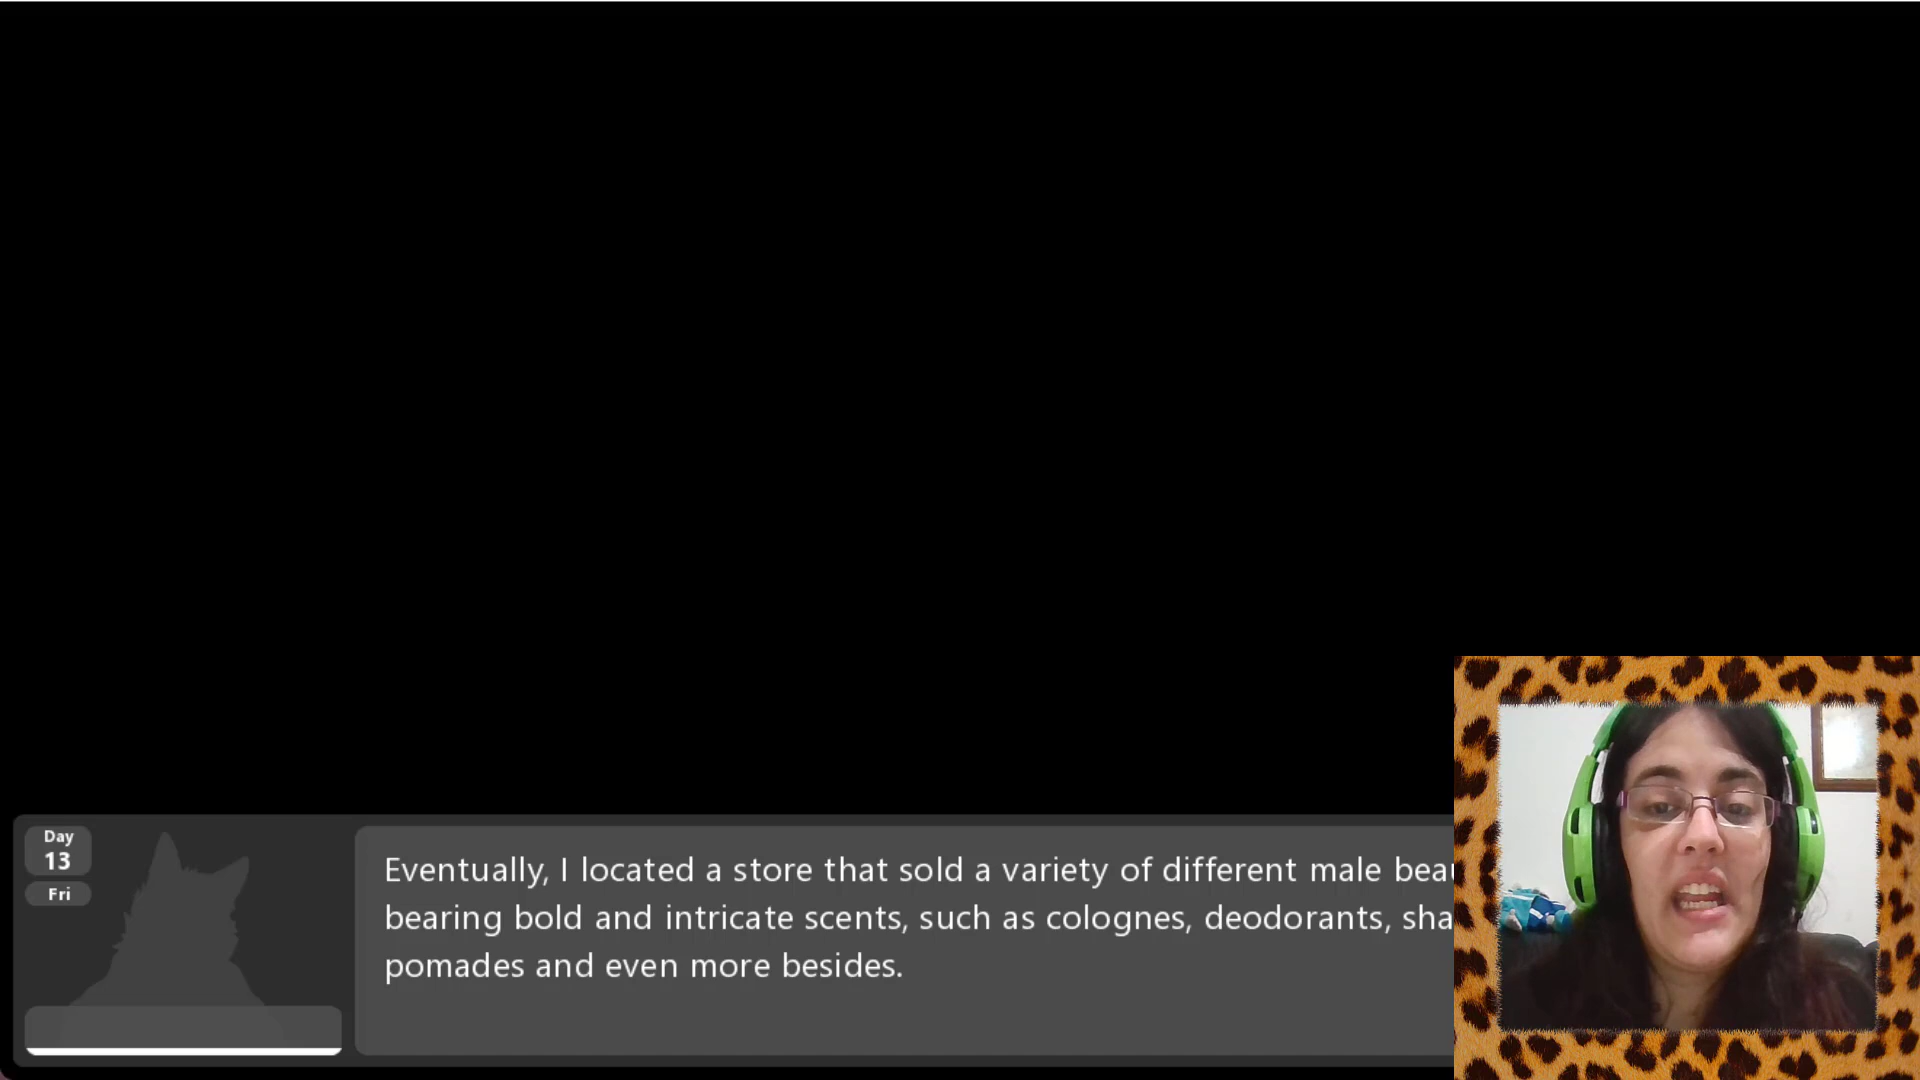 Day
13
Fri
Eventually, I located a store that sold a variety of different male
bearing bold and intricate scents, such as colognes, deodorants,
pomades and even more besides.